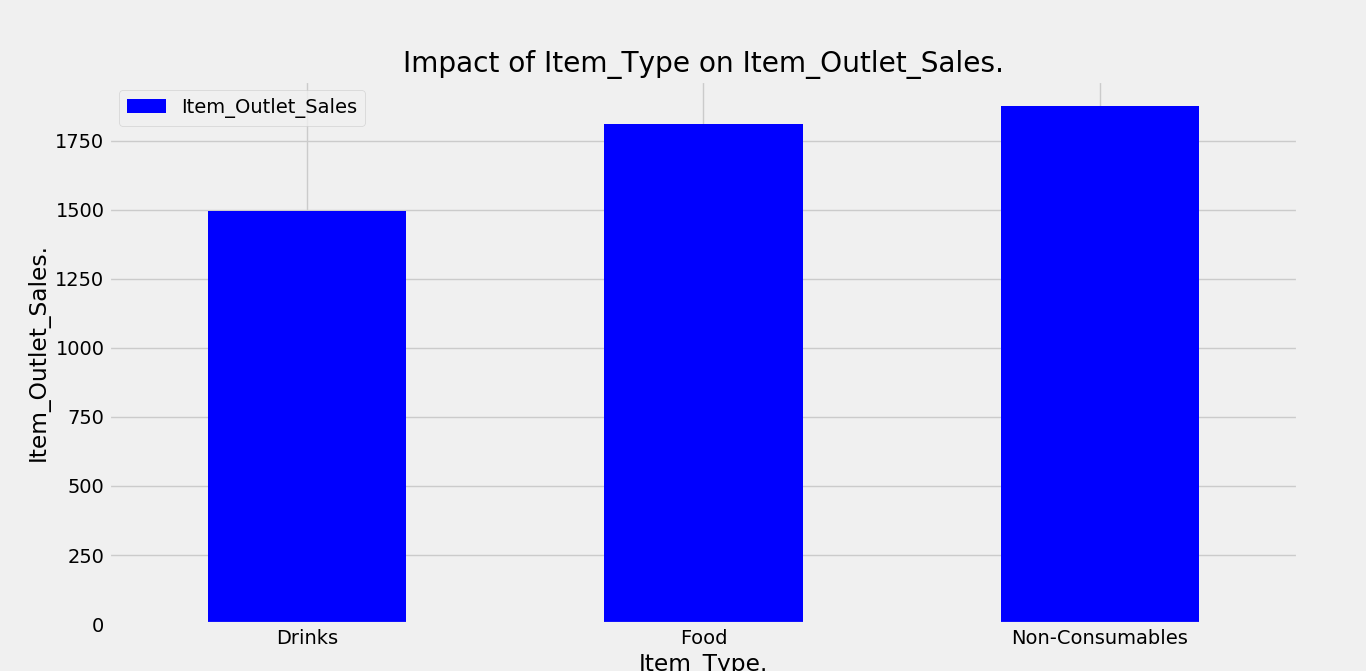 Impact of Item_Type on Item_Outlet_Sales.
Item_Outlet_Sales
Item_Outlet_Sales.
1750
1500
1250
1000
750
500
250
0
Drinks Food Non-Consumables
Item_Type.